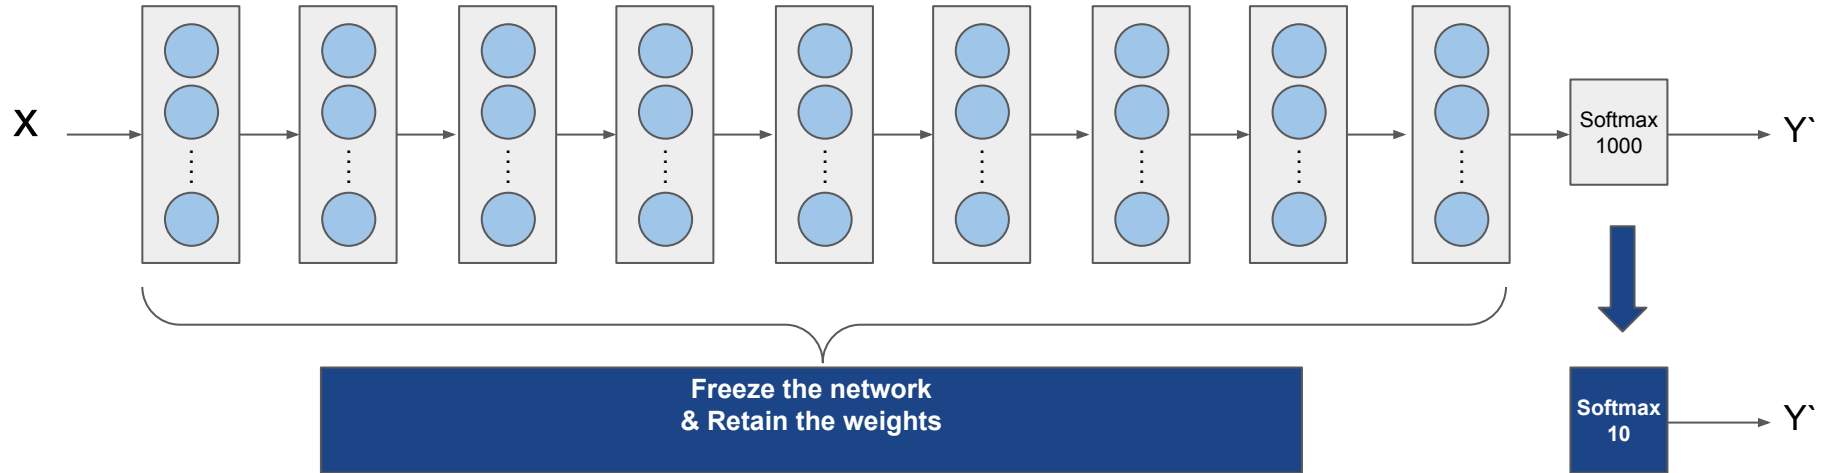 X
Softmax
1000
Y`
Freeze the network
& Retain the weights
Softmax
10
Y`